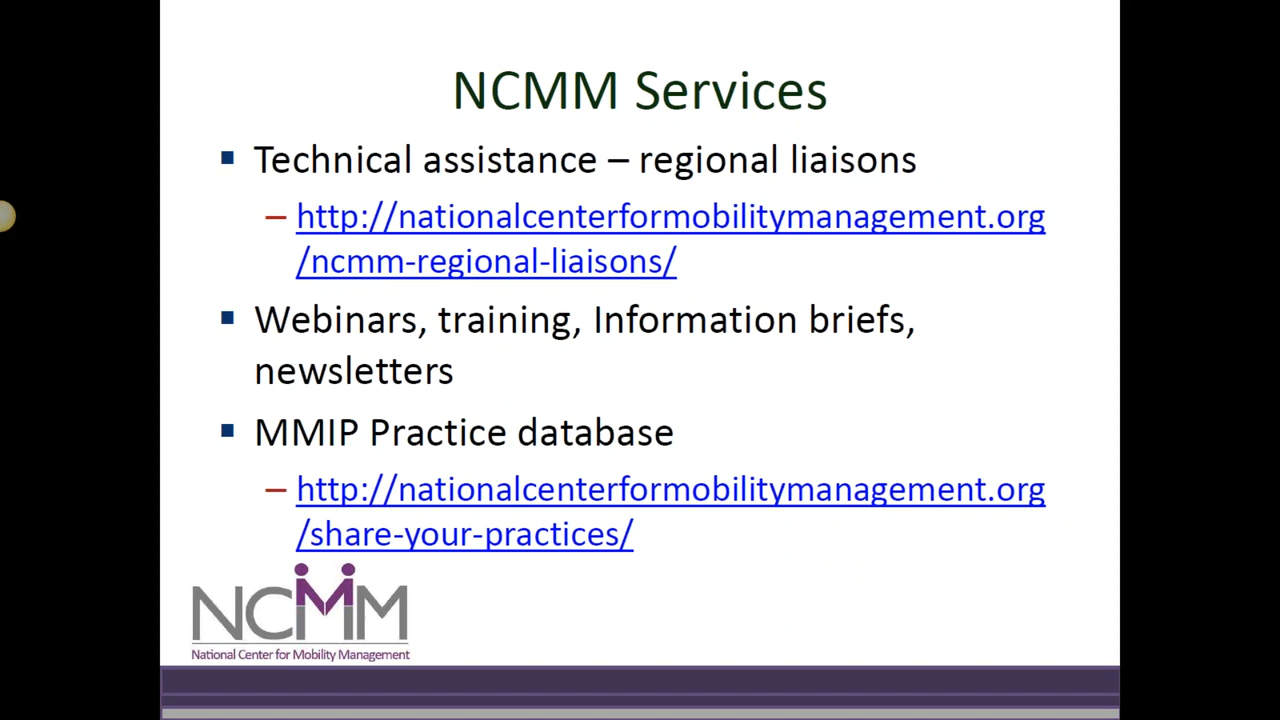 NCMM Services
▪ Technical assistance – regional liaisons
– http://nationalcenterformobilitymanagement.org
/ncmm-regional-liaisons/
▪ Webinars, training, Information briefs,
newsletters
▪ MMIP Practice database
– http://nationalcenterformobilitymanagement.org
/share-your-practices/
NCMM
National Center for Mobility Management